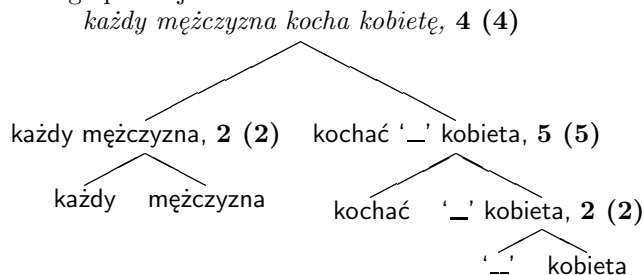 każdy mężczyzna kocha kobietę, 4 (4)
każdy mężczyzna, 2 (2) kochać ‘_’ kobieta, 5 (5)
każdy mężczyzna kochać ‘_’ kobieta, 2 (2)
‘_’ kobieta